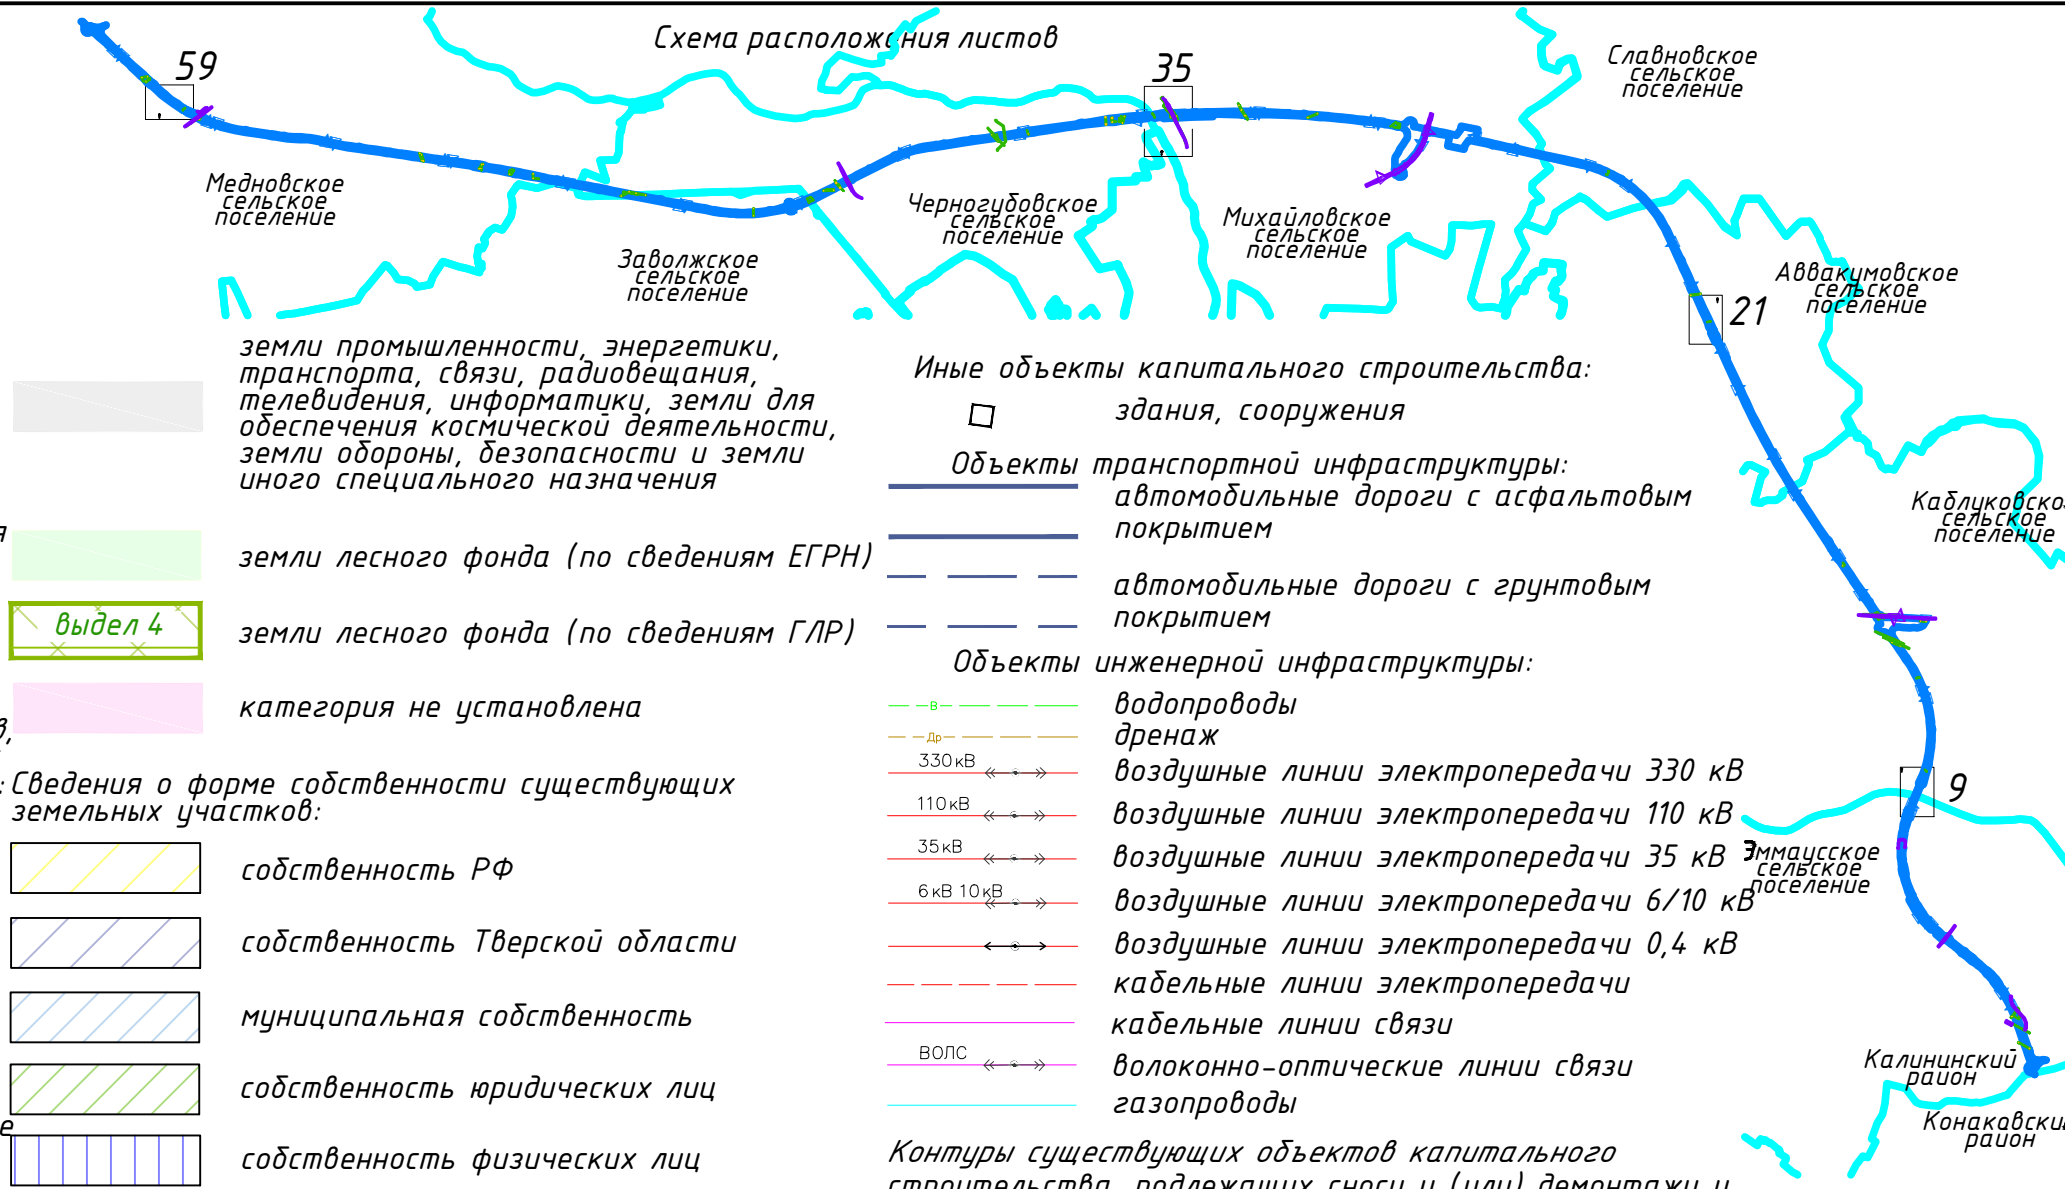 Схема расположения листов
59
35
Славновское
сельское
поселение
Медновское
сельское
поселение
Черногубовское
сельское
поселение
Михайловское
сельское
поселение
Заволжское
сельское
поселение
Аввакумовское
сельское
поселение
21
земли промышленности, энергетики,
транспорта, связи, радиовещания,
телевидения, информатики, земли для
обеспечения космической деятельности,
земли обороны, безопасности и земли
иного специального назначения
я
земли лесного фонда (по сведениям ЕГРН)
выдел 4
земли лесного фонда (по сведениям ГЛР)
категория не установлена
в,
: Сведения о форме собственности существующих
земельных участков:
собственность РФ
собственность Тверской области
муниципальная собственность
собственность юридических лиц
е
собственность физических лиц
Иные объекты капитального строительства:
здания, сооружения
Объекты транспортной инфраструктуры:
автомобильные дороги с асфальтовым
покрытием
автомобильные дороги с грунтовым
покрытием
Объекты инженерной инфраструктуры:
В водопроводы
Др дренаж
330кВ воздушные линии электропередачи 330 кВ
110кВ воздушные линии электропередачи 110 кВ
35кВ воздушные линии электропередачи 35 кВ
6кВ 10кВ воздушные линии электропередачи 6/10 кВ
воздушные линии электропередачи 0,4 кВ
кабельные линии электропередачи
кабельные линии связи
ВОЛС волоконно-оптические линии связи
газопроводы
Контуры существующих объектов капитального
строительства, подлежащих сносу и (или) демонтажу и
Каблуковско
сельское
поселение
9
Эммаусское
сельское
поселение
Калининский
район
Конаковски
район